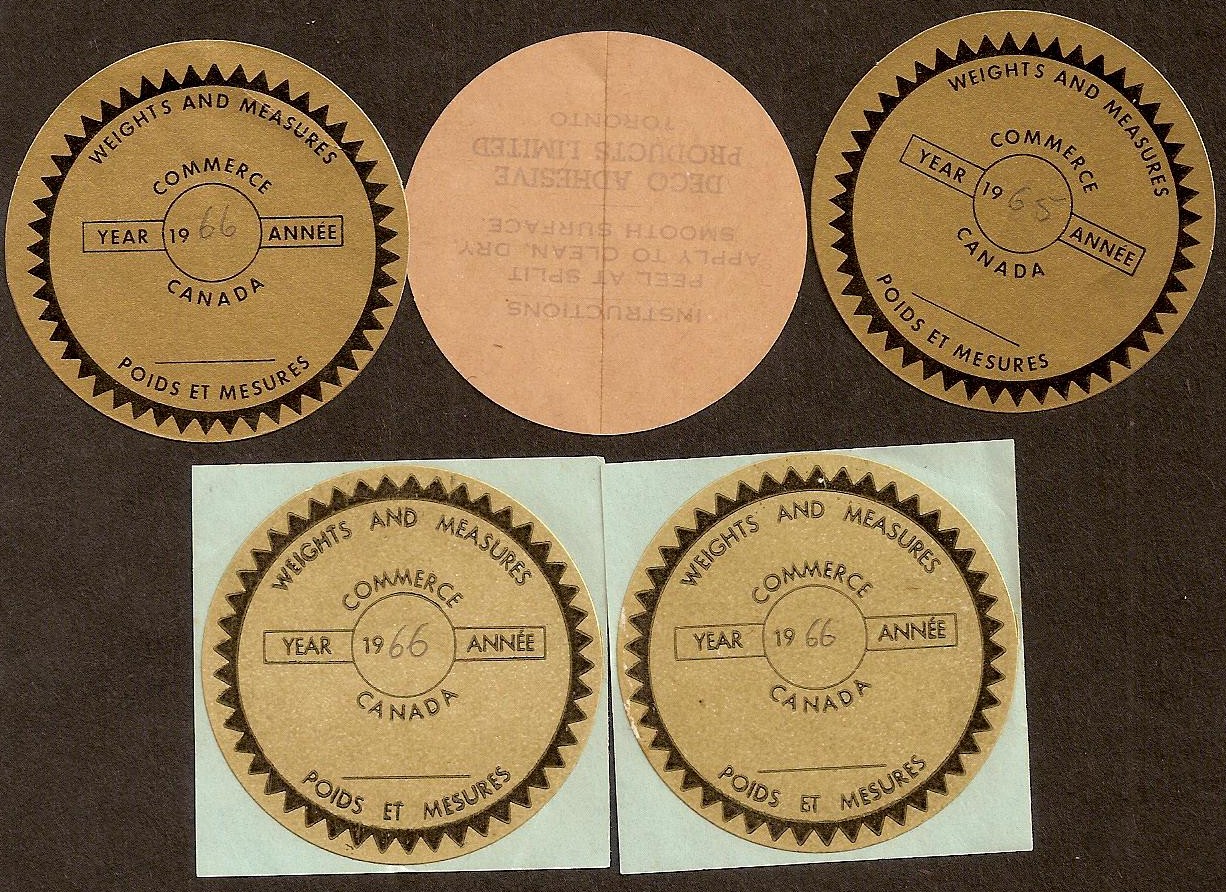 WEIGHTS AND MEASURES
COMMERCE
YEAR 1966 ANNÉE
CANADA
POIDS ET MESURES
INSTRUCTIONS
PEEL AT SPLIT
APPLY TO CLEAN, DRY,
SMOOTH SURFACE.
DECO ADHESIVE
PRODUCTS LIMITED
TORONTO
WEIGHTS AND MEASURES
COMMERCE
YEAR 1965 ANNÉE
CANADA
POIDS ET MESURES
WEIGHTS AND MEASURES
COMMERCE
YEAR 1966 ANNÉE
CANADA
POIDS ET MESURES
WEIGHTS AND MEASURES
COMMERCE
YEAR 1966 ANNÉE
CANADA
POIDS ET MESURES